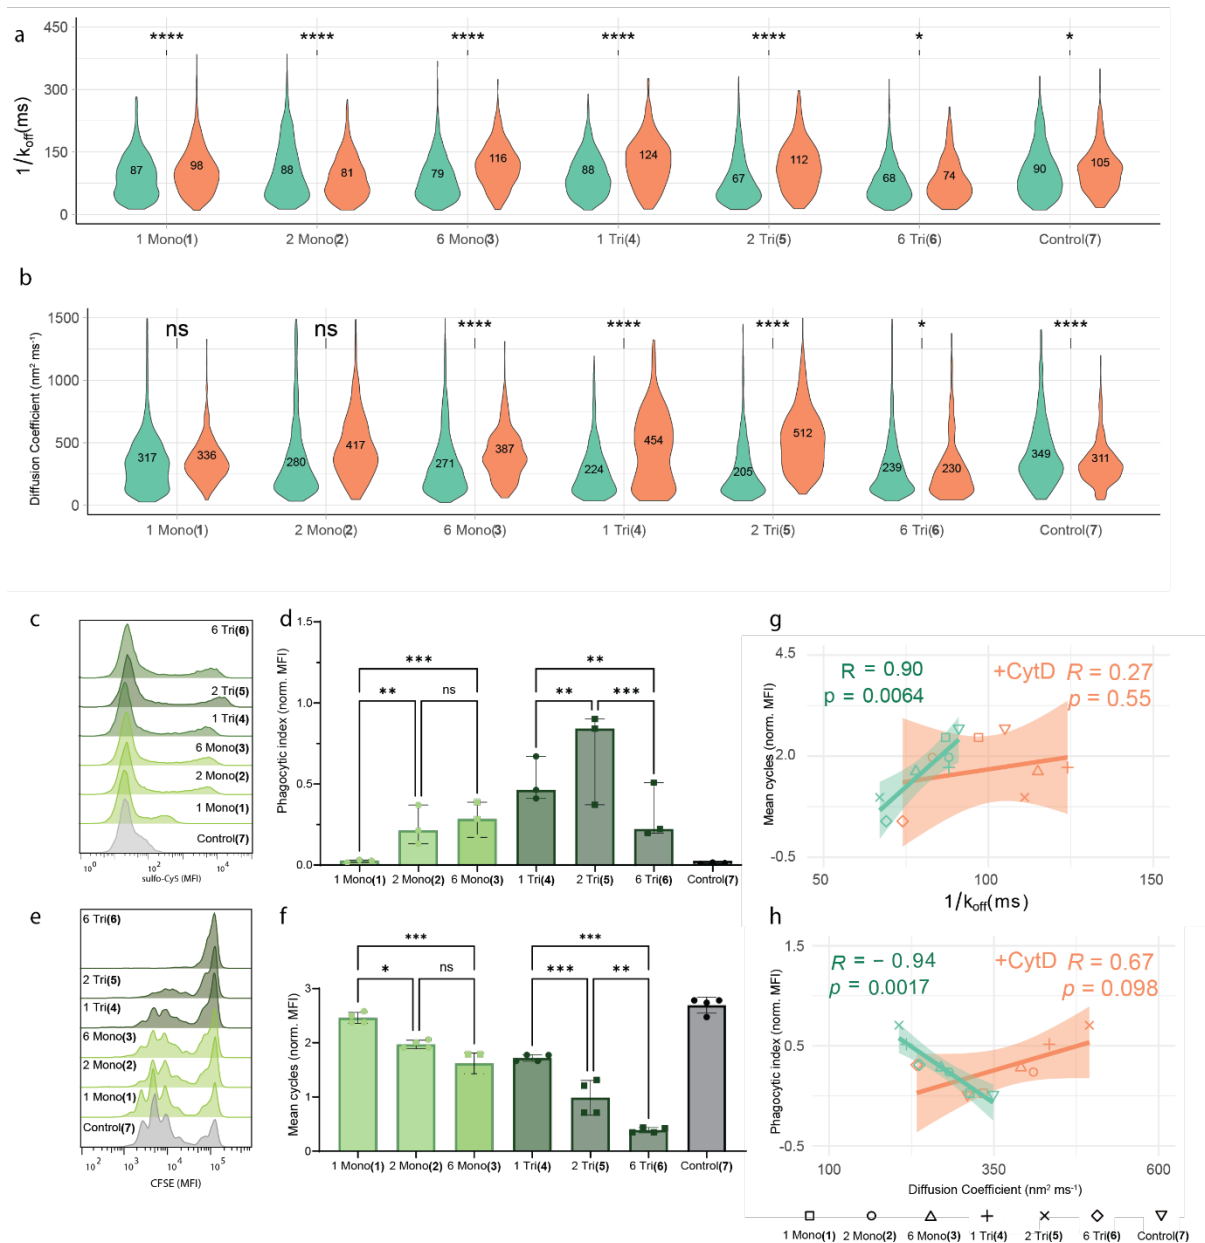 a
1/koff(ms)
450
300
150
0
**** **** **** **** **** * *
87 98 88 81 79 116 88 124 67 112 68 74 90 105
1 Mono(1) 2 Mono(2) 6 Mono(3) 1 Tri(4) 2 Tri(5) 6 Tri(6) Control(7)
b
Diffusion Coefficient (nm² ms⁻¹)
1500
1000
500
0
ns ns **** **** **** * ****
317 336 280 417 271 387 224 454 205 512 239 230 349 311
1 Mono(1) 2 Mono(2) 6 Mono(3) 1 Tri(4) 2 Tri(5) 6 Tri(6) Control(7)
c
6 Tri(6)
2 Tri(5)
1 Tri(4)
6 Mono(3)
2 Mono(2)
1 Mono(1)
Control(7)
10⁰ 10² 10⁴
sulfo-Cy5 (MFI)
d
Phagocytic index (norm. MFI)
1.5
1.0
0.5
0.0
*** **
** ns ** ***
1 Mono(1) 2 Mono(2) 6 Mono(3) 1 Tri(4) 2 Tri(5) 6 Tri(6) Control(7)
g
Mean cycles (norm. MFI)
4.5
2.0
-0.5
R = 0.90
p = 0.0064
+CytD R = 0.27
p = 0.55
50 100 150
1/koff(ms)
e
6 Tri(6)
2 Tri(5)
1 Tri(4)
6 Mono(3)
2 Mono(2)
1 Mono(1)
Control(7)
10² 10³ 10⁴ 10⁵
CFSE (MFI)
f
Mean cycles (norm. MFI)
3
2
1
0
*** ***
* ns *** **
1 Mono(1) 2 Mono(2) 6 Mono(3) 1 Tri(4) 2 Tri(5) 6 Tri(6) Control(7)
h
Phagocytic index (norm. MFI)
1.5
0.5
-0.5
R = − 0.94
p = 0.0017
+CytD R = 0.67
p = 0.098
100 350 600
Diffusion Coefficient (nm² ms⁻¹)
1 Mono(1) 2 Mono(2) 6 Mono(3) 1 Tri(4) 2 Tri(5) 6 Tri(6) Control(7)